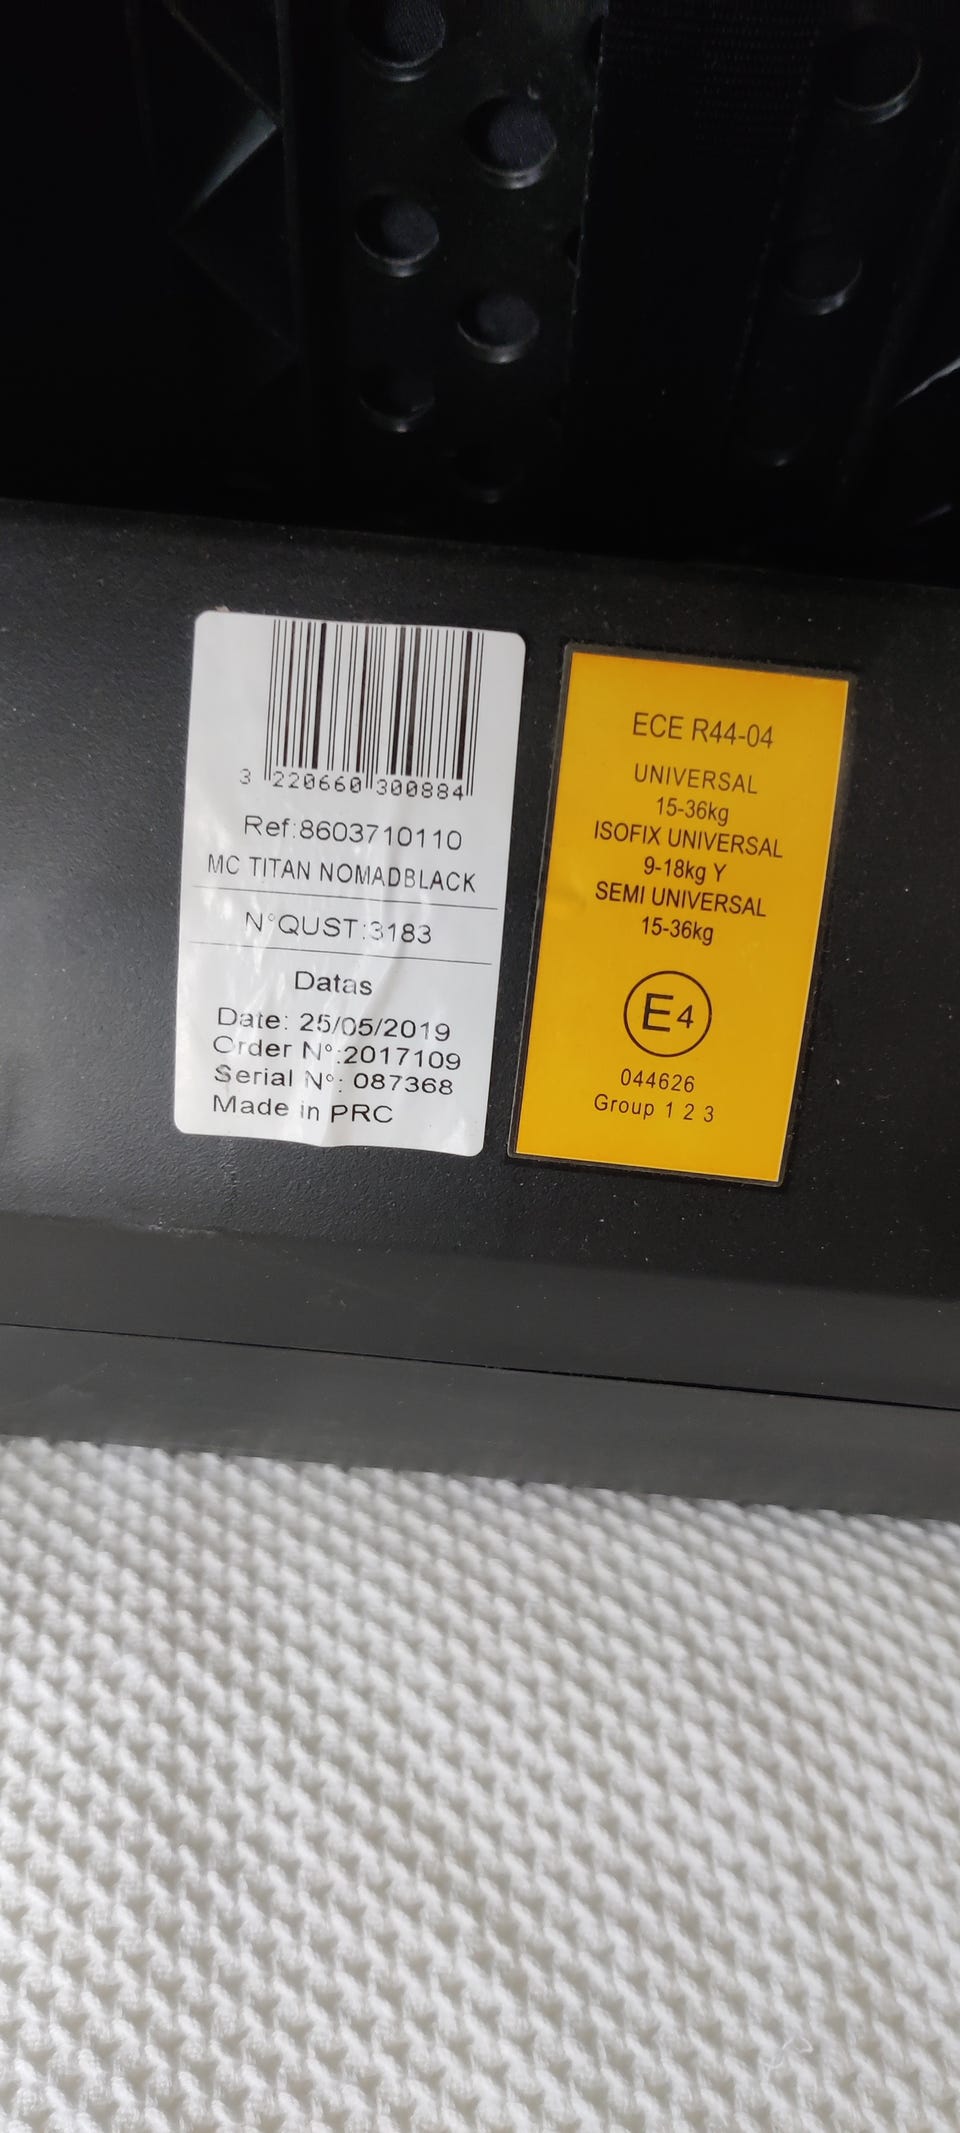 3 220660 300884
Ref:8603710110
MC TITAN NOMADBLACK
N°QUST:3183
Datas
Date: 25/05/2019
Order N°:2017109
Serial N°: 087368
Made in PRC
ECE R44-04
UNIVERSAL
15-36kg
ISOFIX UNIVERSAL
9-18kg Y
SEMI UNIVERSAL
15-36kg
E4
044626
Group 1 2 3